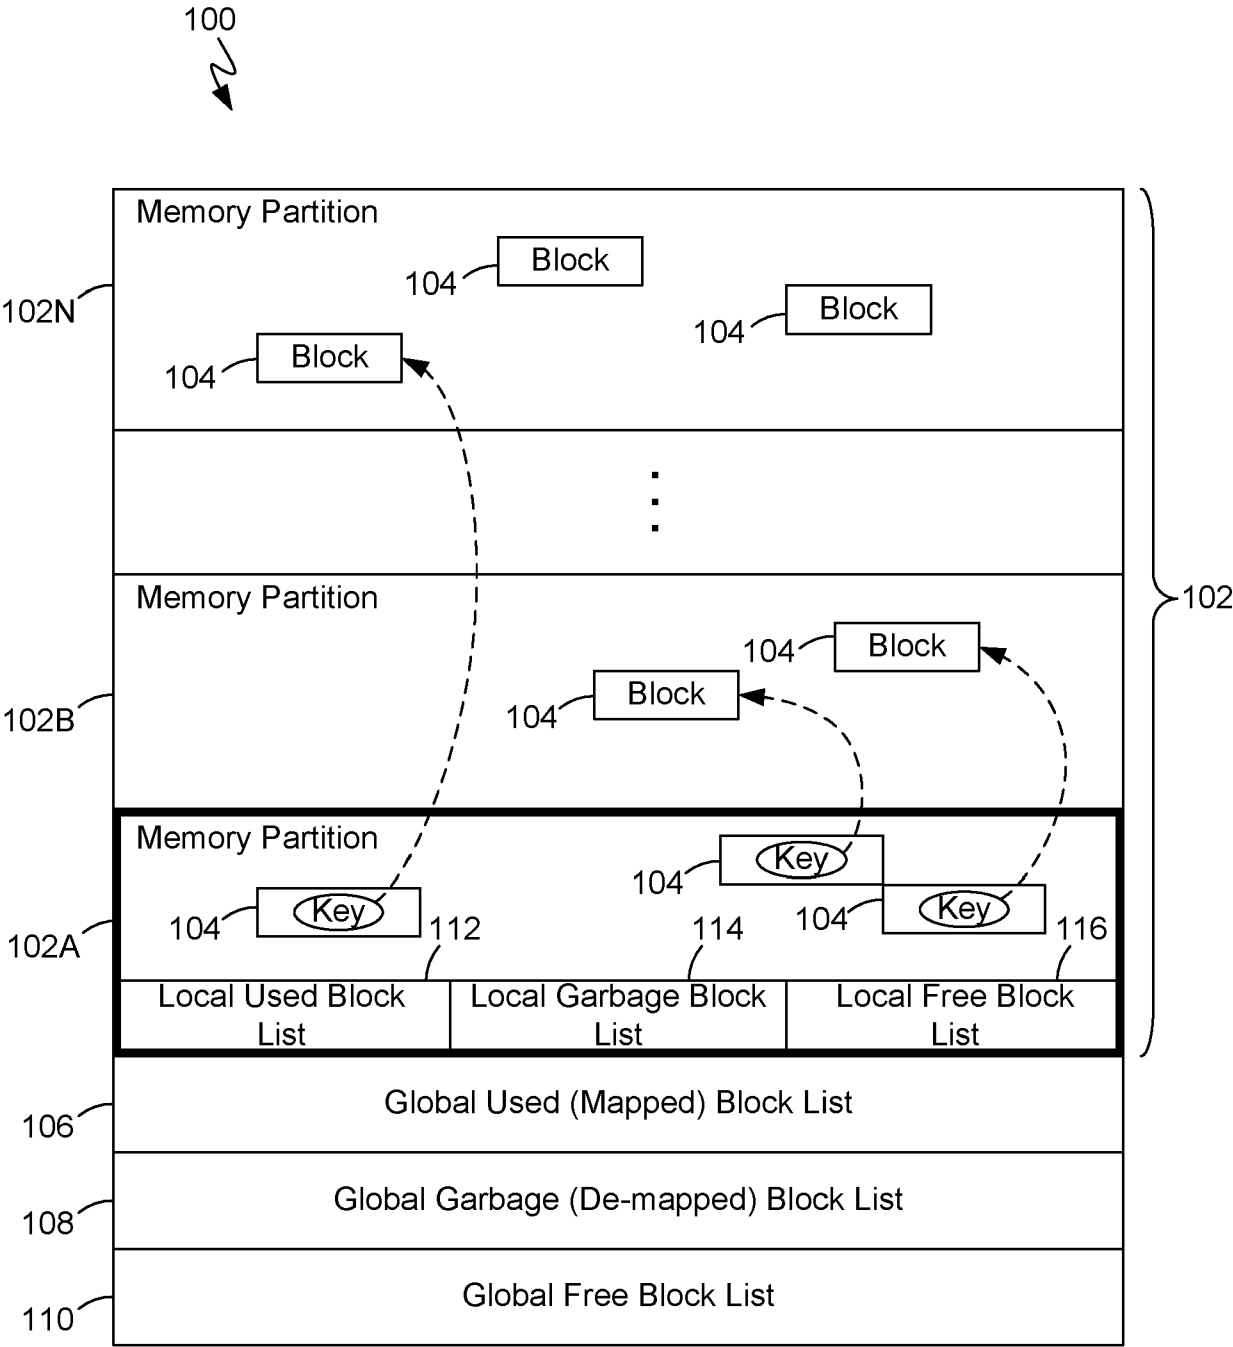 100
Memory Partition
Block
104
Block
102N
104
Block
104
102
Memory Partition
Block
104
Block
102B
104
Memory Partition
Key
104
Key
104
Key
104
102A
112
114
116
Local Used Block
List
Local Garbage Block
List
Local Free Block
List
Global Used (Mapped) Block List
106
Global Garbage (De-mapped) Block List
108
Global Free Block List
110